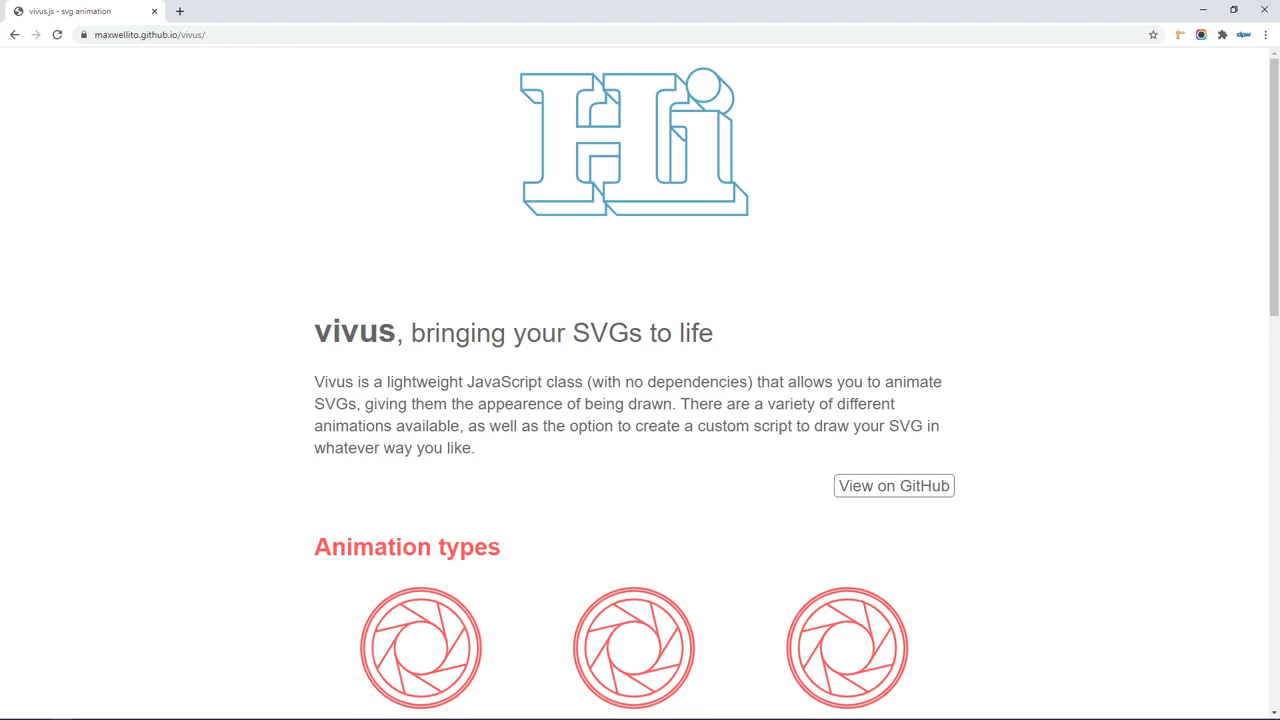 vivus.js - svg animation
maxwellito.github.io/vivus/
dpw
Hi
vivus, bringing your SVGs to life
Vivus is a lightweight JavaScript class (with no dependencies) that allows you to animate
SVGs, giving them the appearence of being drawn. There are a variety of different
animations available, as well as the option to create a custom script to draw your SVG in
whatever way you like.
View on GitHub
Animation types